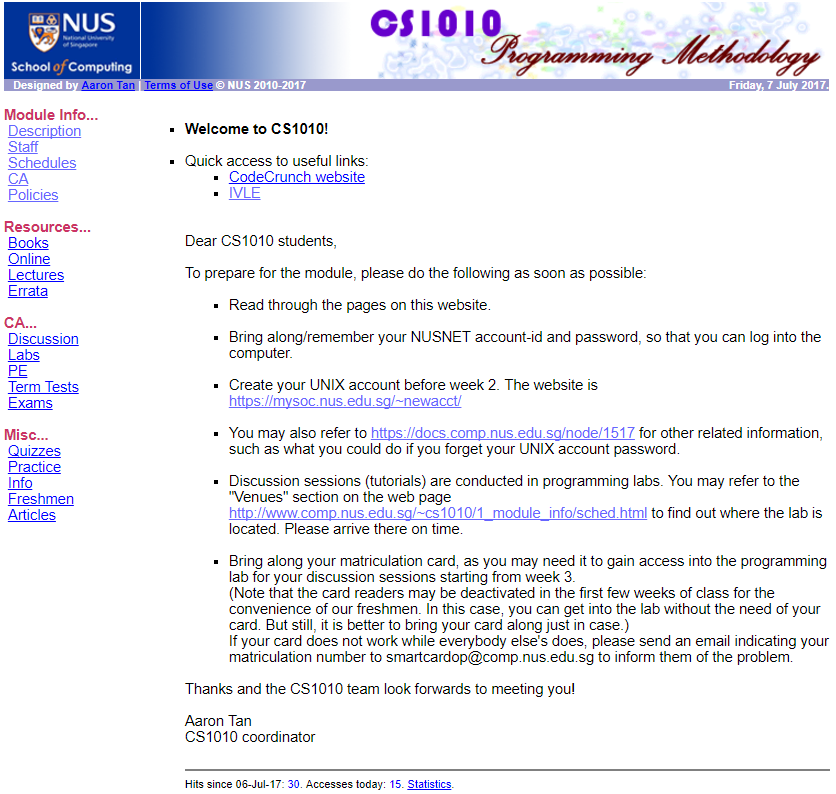 NUS
National University
of Singapore
School of Computing
CS1010
Programming Methodology
Designed by Aaron Tan | Terms of Use © NUS 2010-2017
Friday, 7 July 2017.
Module Info...
Description
Staff
Schedules
CA
Policies
Resources...
Books
Online
Lectures
Errata
CA...
Discussion
Labs
PE
Term Tests
Exams
Misc...
Quizzes
Practice
Info
Freshmen
Articles
Welcome to CS1010!
Quick access to useful links:
CodeCrunch website
IVLE
Dear CS1010 students,
To prepare for the module, please do the following as soon as possible:
Read through the pages on this website.
Bring along/remember your NUSNET account-id and password, so that you can log into the
computer.
Create your UNIX account before week 2. The website is
https://mysoc.nus.edu.sg/~newacct/
You may also refer to https://docs.comp.nus.edu.sg/node/1517 for other related information,
such as what you could do if you forget your UNIX account password.
Discussion sessions (tutorials) are conducted in programming labs. You may refer to the
"Venues" section on the web page
http://www.comp.nus.edu.sg/~cs1010/1_module_info/sched.html to find out where the lab is
located. Please arrive there on time.
Bring along your matriculation card, as you may need it to gain access into the programming
lab for your discussion sessions starting from week 3.
(Note that the card readers may be deactivated in the first few weeks of class for the
convenience of our freshmen. In this case, you can get into the lab without the need of your
card. But still, it is better to bring your card along just in case.)
If your card does not work while everybody else's does, please send an email indicating your
matriculation number to smartcardop@comp.nus.edu.sg to inform them of the problem.
Thanks and the CS1010 team look forwards to meeting you!
Aaron Tan
CS1010 coordinator
Hits since 06-Jul-17: 30. Accesses today: 15. Statistics.